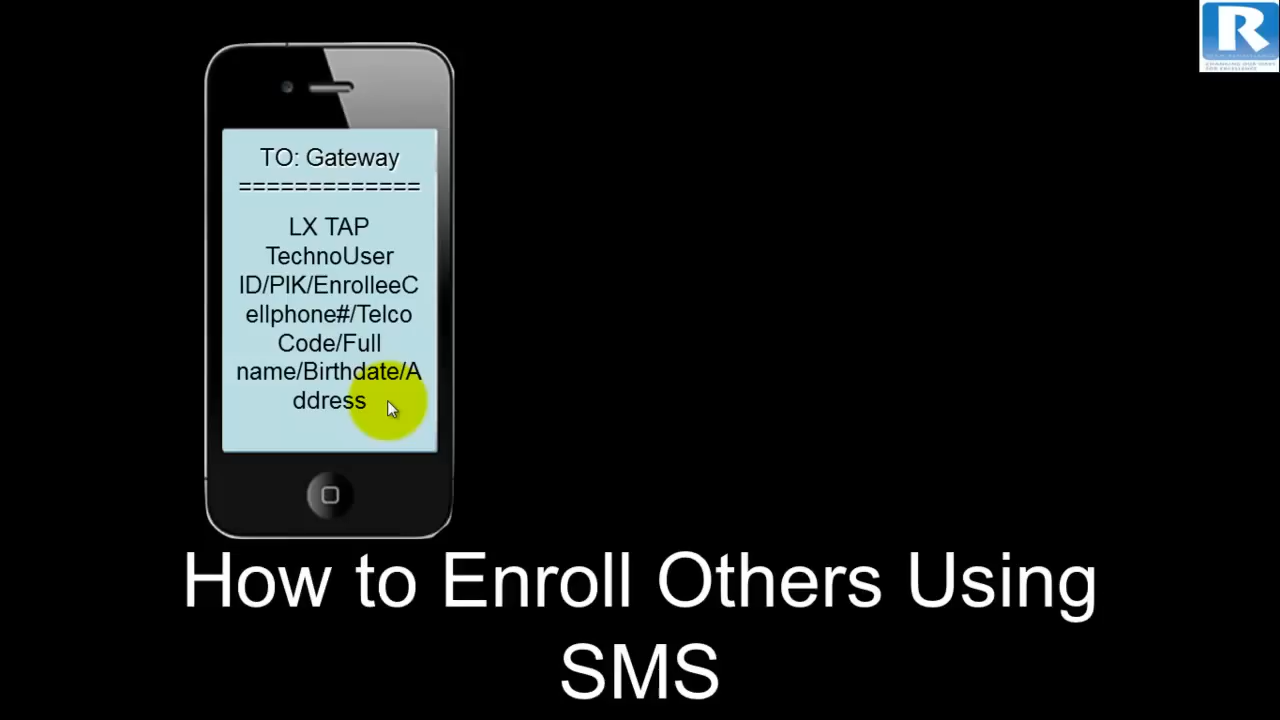 R
TO: Gateway
=============
LX TAP
TechnoUser
ID/PIK/EnrolleeC
ellphone#/Telco
Code/Full
name/Birthdate/A
ddress
How to Enroll Others Using
SMS